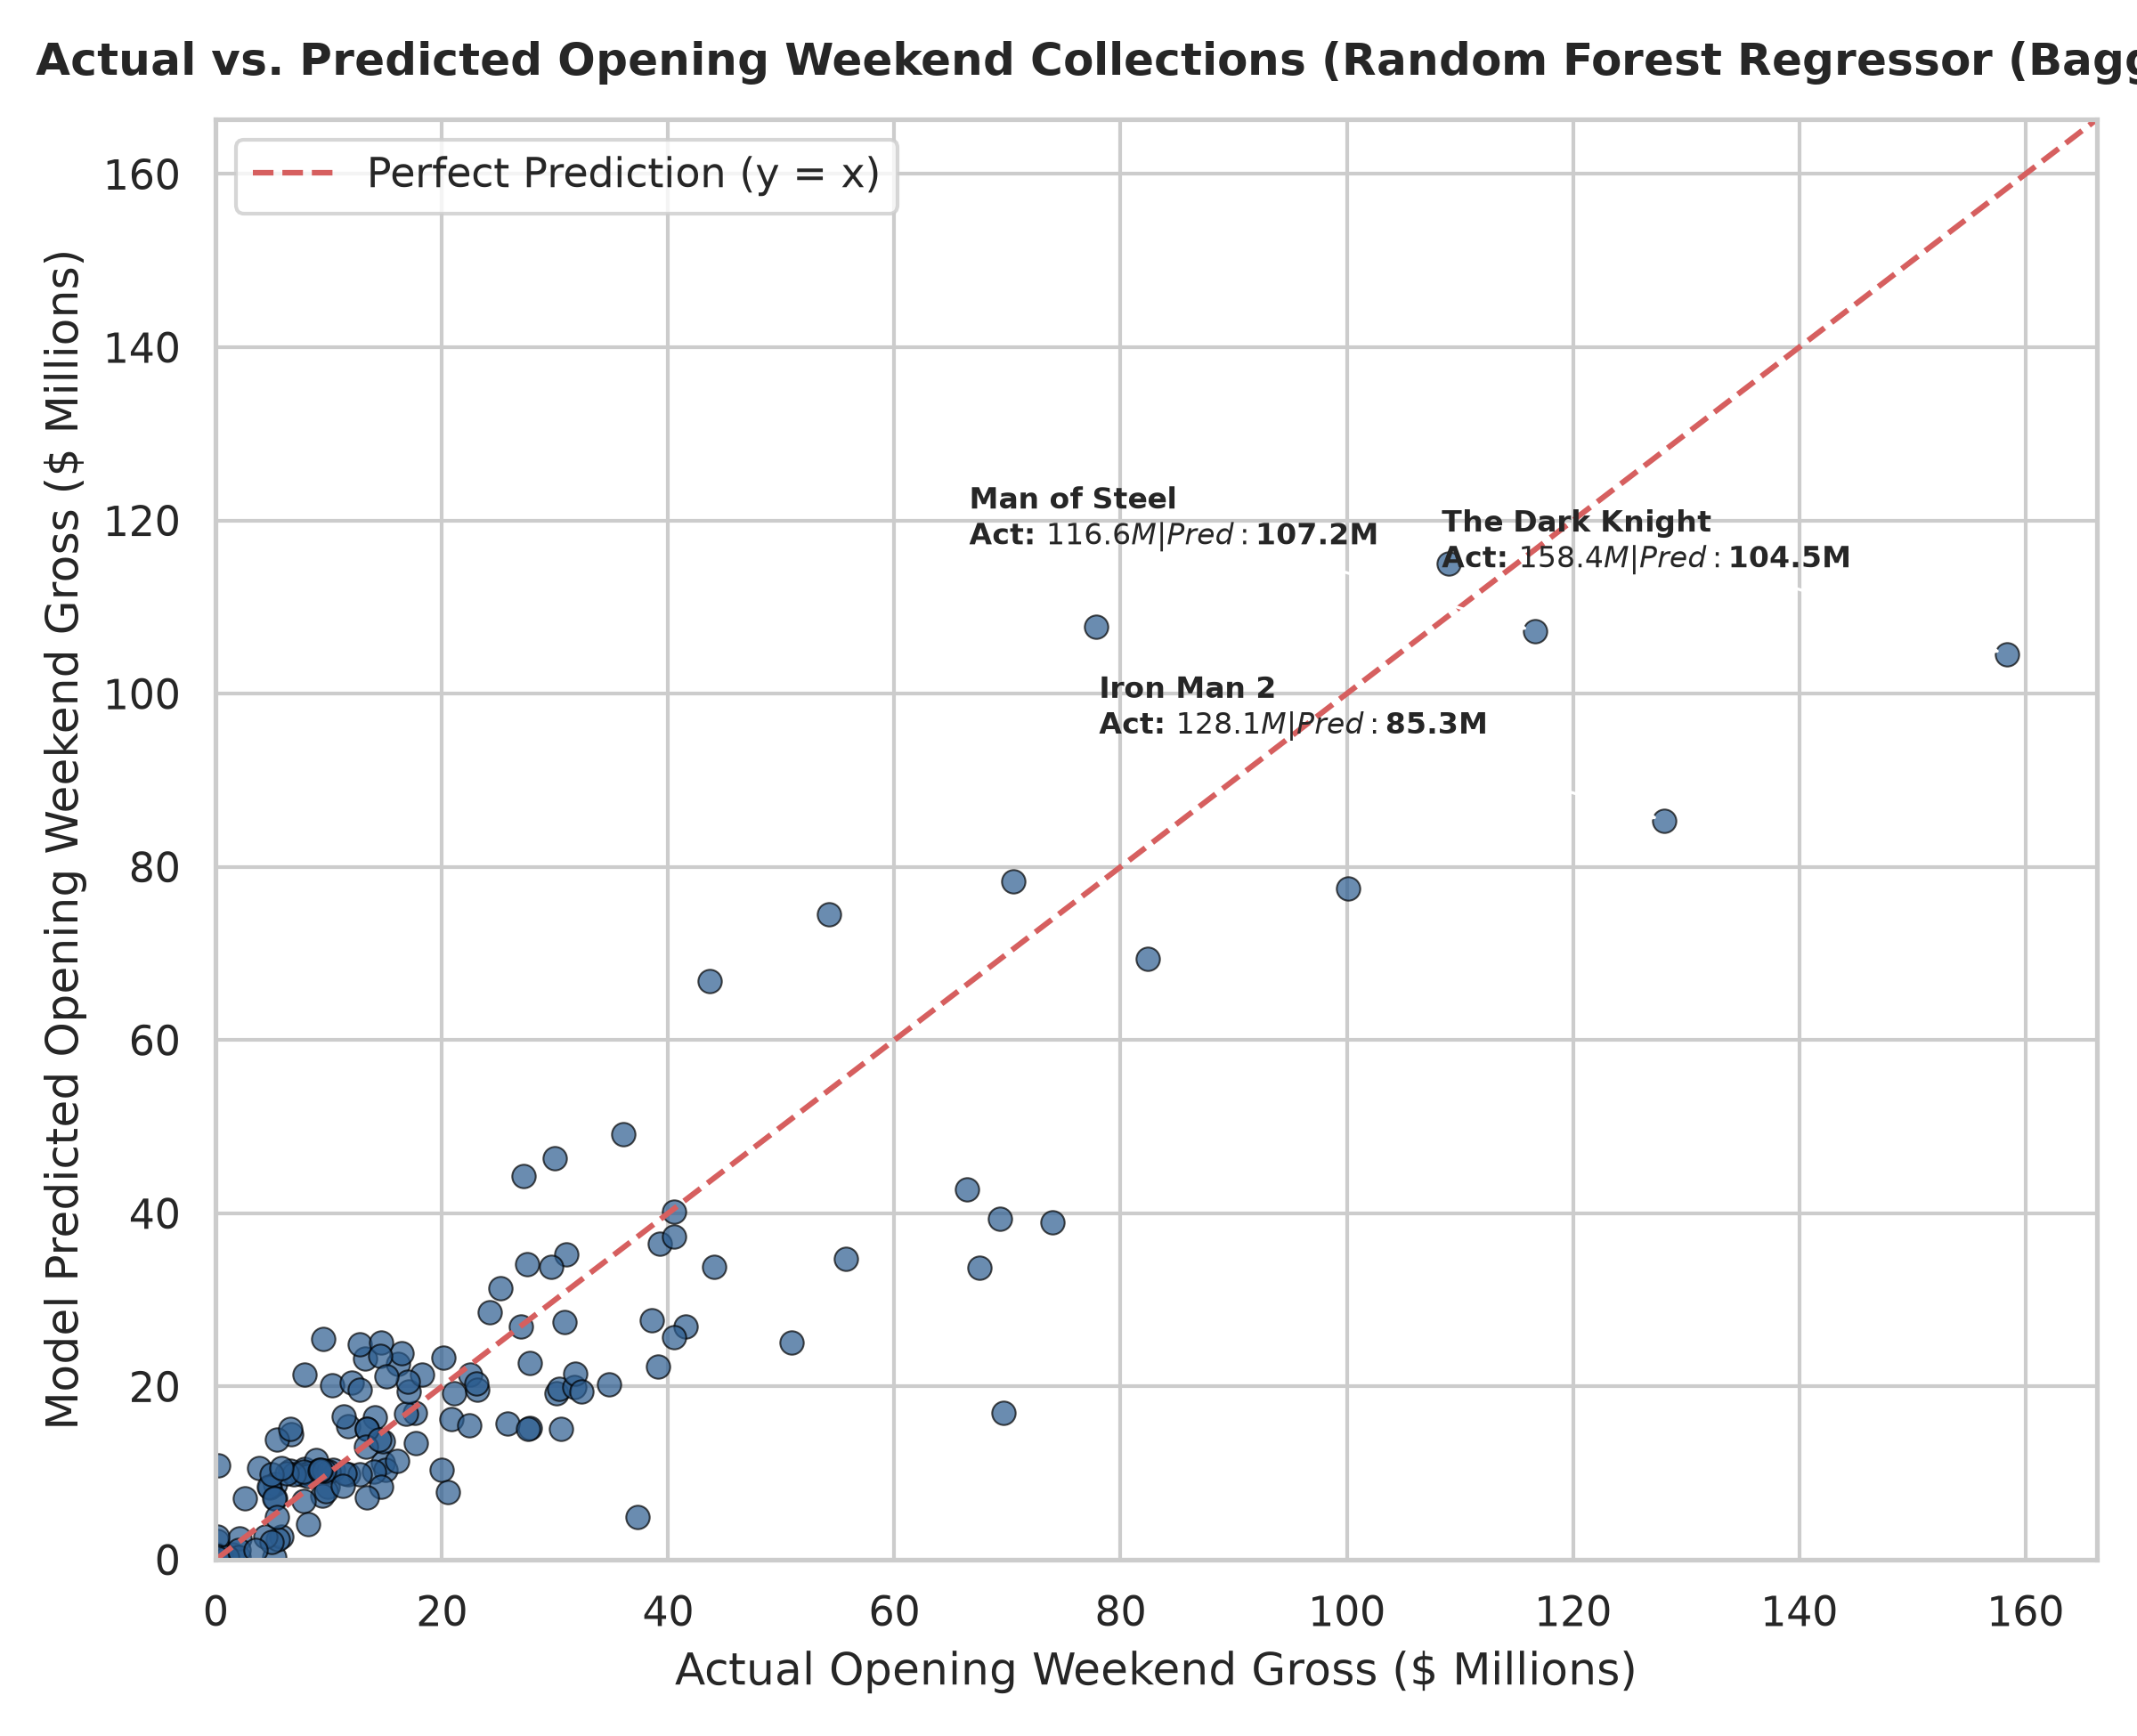 Actual vs. Predicted Opening Weekend Collections (Random Forest Regressor (Bagg
Perfect Prediction (y = x)
Model Predicted Opening Weekend Gross ($ Millions)
160
140
120
100
80
60
40
20
0
Man of Steel
Act: 116.6M|Pred:107.2M
The Dark Knight
Act: 158.4M|Pred:104.5M
Iron Man 2
Act: 128.1M|Pred:85.3M
0 20 40 60 80 100 120 140 160
Actual Opening Weekend Gross ($ Millions)